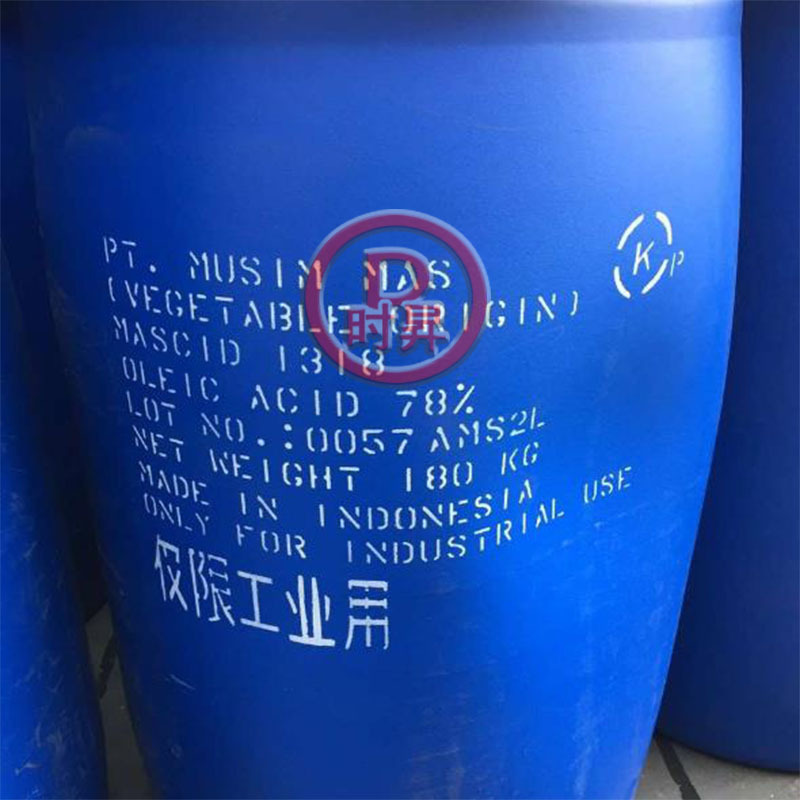 PT. MUSIM MAS
(VEGETABLE ORIGIN)
MASCID 1318
OLEIC ACID 78%
LOT NO.:0057AMS2L
NET WEIGHT 180 KG
MADE IN INDONESIA
ONLY FOR INDUSTRIAL USE
仅限工业用
K P
P
时昇